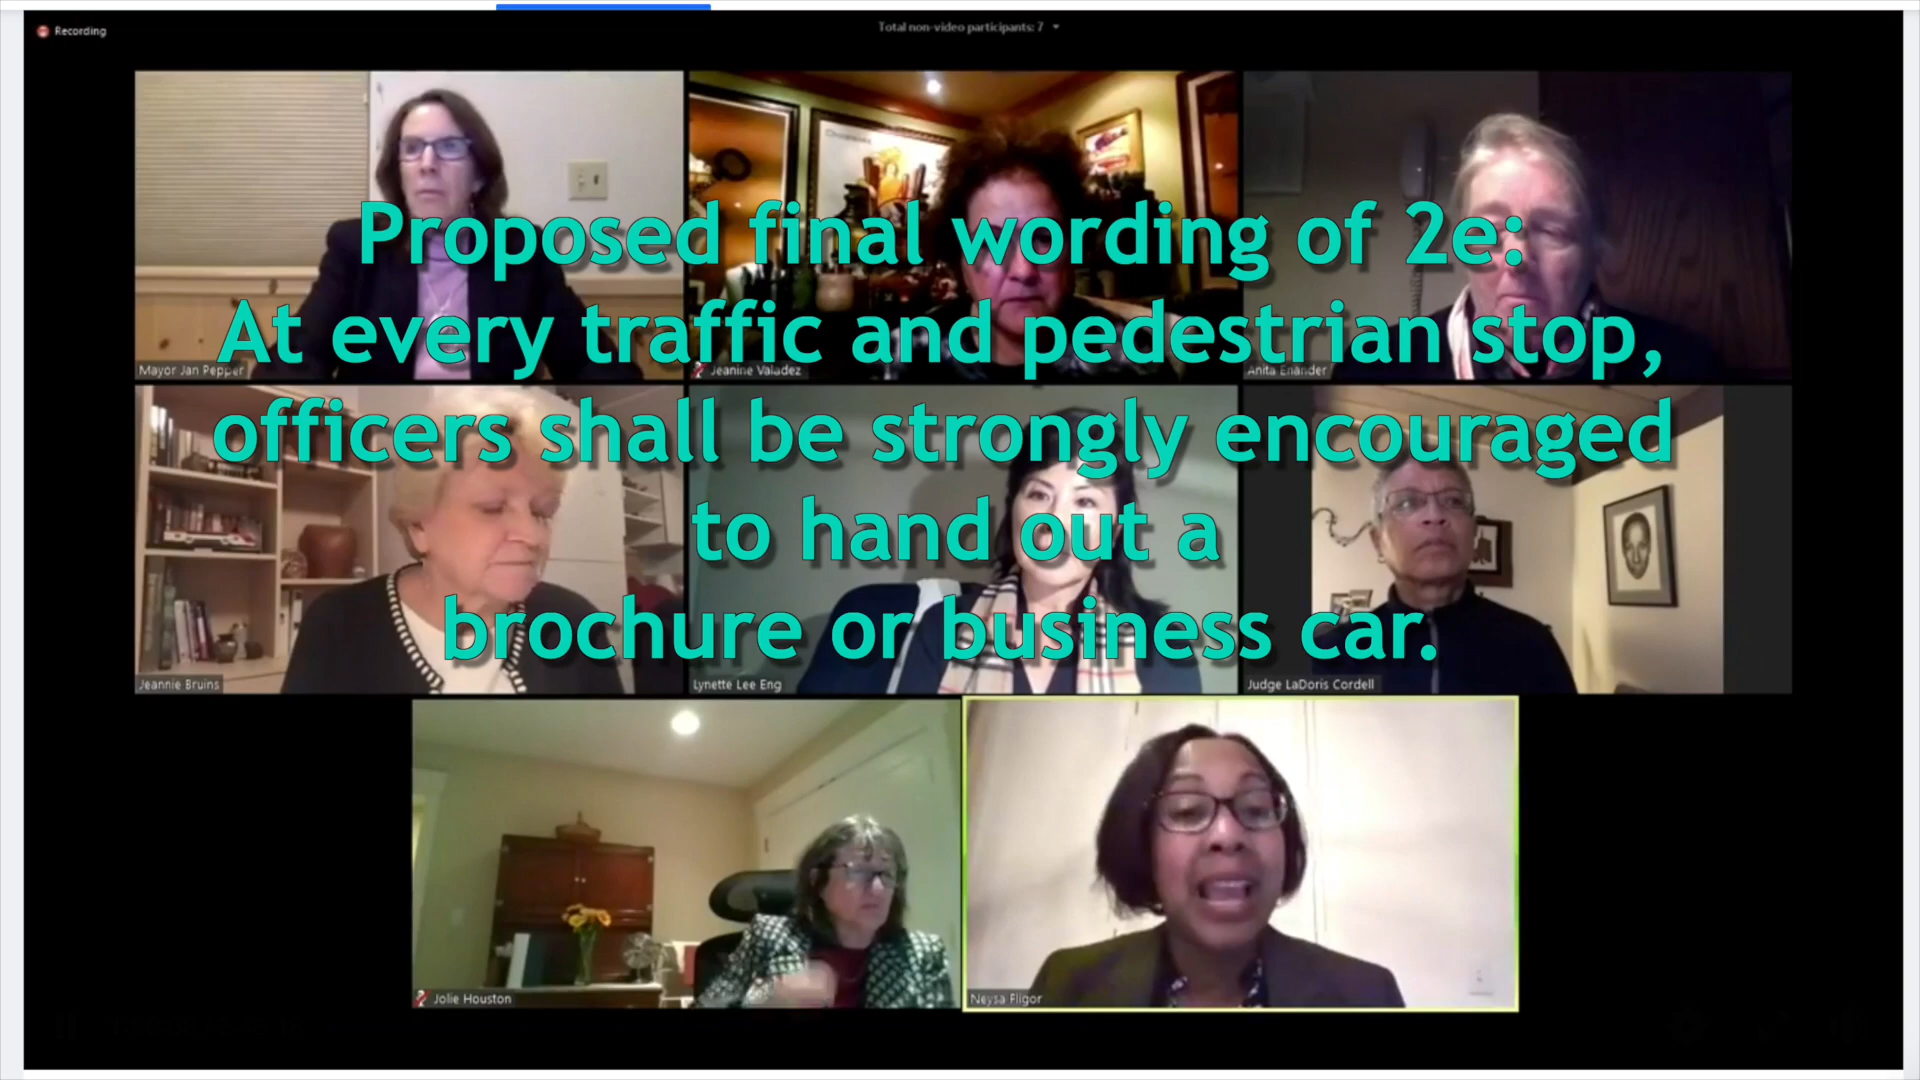 Recording
Total non-video participants: 7
Proposed final wording of 2e:
At every traffic and pedestrian stop,
officers shall be strongly encouraged
to hand out a
brochure or business car.
Mayor Jan Pepper
Jeanine Valadez
Anita Enander
Jeannie Bruins
Lynette Lee Eng
Judge LaDoris Cordell
Jolie Houston
Neysa Fligor